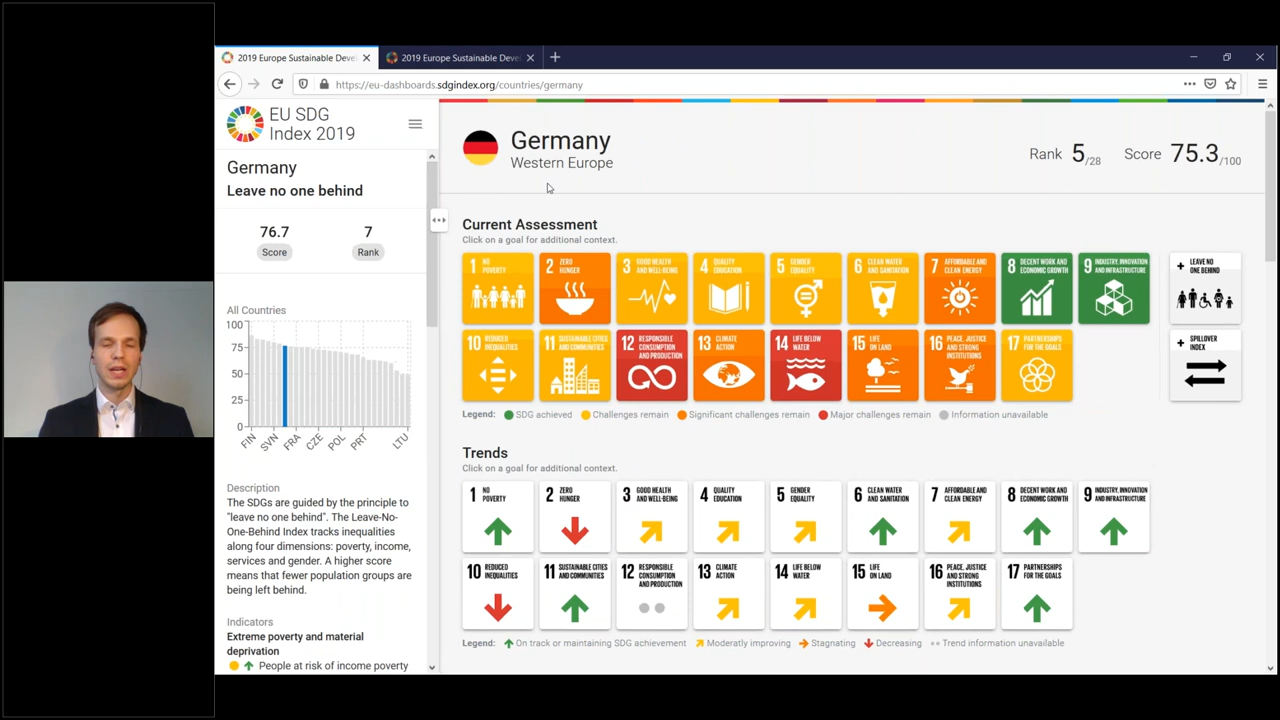 2019 Europe Sustainable Deve
2019 Europe Sustainable Deve
https://eu-dashboards.sdgindex.org/countries/germany
EU SDG
Index 2019
Germany
Leave no one behind
76.7
7
Score
Rank
All Countries
100
75
50
25
0
FIN
SVN
FRA
CZE
POL
PRT
LTU
Description
The SDGs are guided by the principle to
"leave no one behind". The Leave-No-
One-Behind Index tracks inequalities
along four dimensions: poverty, income,
services and gender. A higher score
means that fewer population groups are
being left behind.
Indicators
Extreme poverty and material
deprivation
People at risk of income poverty
Germany
Western Europe
Rank 5/28 Score 75.3/100
Current Assessment
Click on a goal for additional context.
1 NO
POVERTY
2 ZERO
HUNGER
3 GOOD HEALTH
AND WELL-BEING
4 QUALITY
EDUCATION
5 GENDER
EQUALITY
6 CLEAN WATER
AND SANITATION
7 AFFORDABLE AND
CLEAN ENERGY
8 DECENT WORK AND
ECONOMIC GROWTH
9 INDUSTRY, INNOVATION
AND INFRASTRUCTURE
+ LEAVE NO
ONE BEHIND
10 REDUCED
INEQUALITIES
11 SUSTAINABLE CITIES
AND COMMUNITIES
12 RESPONSIBLE
CONSUMPTION
AND PRODUCTION
13 CLIMATE
ACTION
14 LIFE BELOW
WATER
15 LIFE
ON LAND
16 PEACE, JUSTICE
AND STRONG
INSTITUTIONS
17 PARTNERSHIPS
FOR THE GOALS
+ SPILLOVER
INDEX
Legend: SDG achieved Challenges remain Significant challenges remain Major challenges remain Information unavailable
Trends
Click on a goal for additional context.
1 NO
POVERTY
2 ZERO
HUNGER
3 GOOD HEALTH
AND WELL-BEING
4 QUALITY
EDUCATION
5 GENDER
EQUALITY
6 CLEAN WATER
AND SANITATION
7 AFFORDABLE AND
CLEAN ENERGY
8 DECENT WORK AND
ECONOMIC GROWTH
9 INDUSTRY, INNOVATION
AND INFRASTRUCTURE
10 REDUCED
INEQUALITIES
11 SUSTAINABLE CITIES
AND COMMUNITIES
12 RESPONSIBLE
CONSUMPTION
AND PRODUCTION
13 CLIMATE
ACTION
14 LIFE BELOW
WATER
15 LIFE
ON LAND
16 PEACE, JUSTICE
AND STRONG
INSTITUTIONS
17 PARTNERSHIPS
FOR THE GOALS
Legend: On track or maintaining SDG achievement Moderatly improving Stagnating Decreasing Trend information unavailable